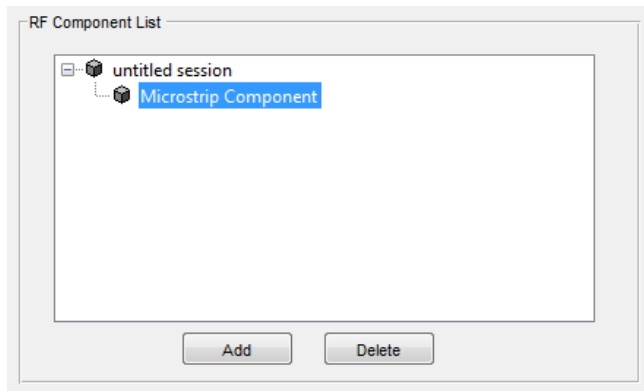 RF Component List
untitled session
Microstrip Component
Add Delete